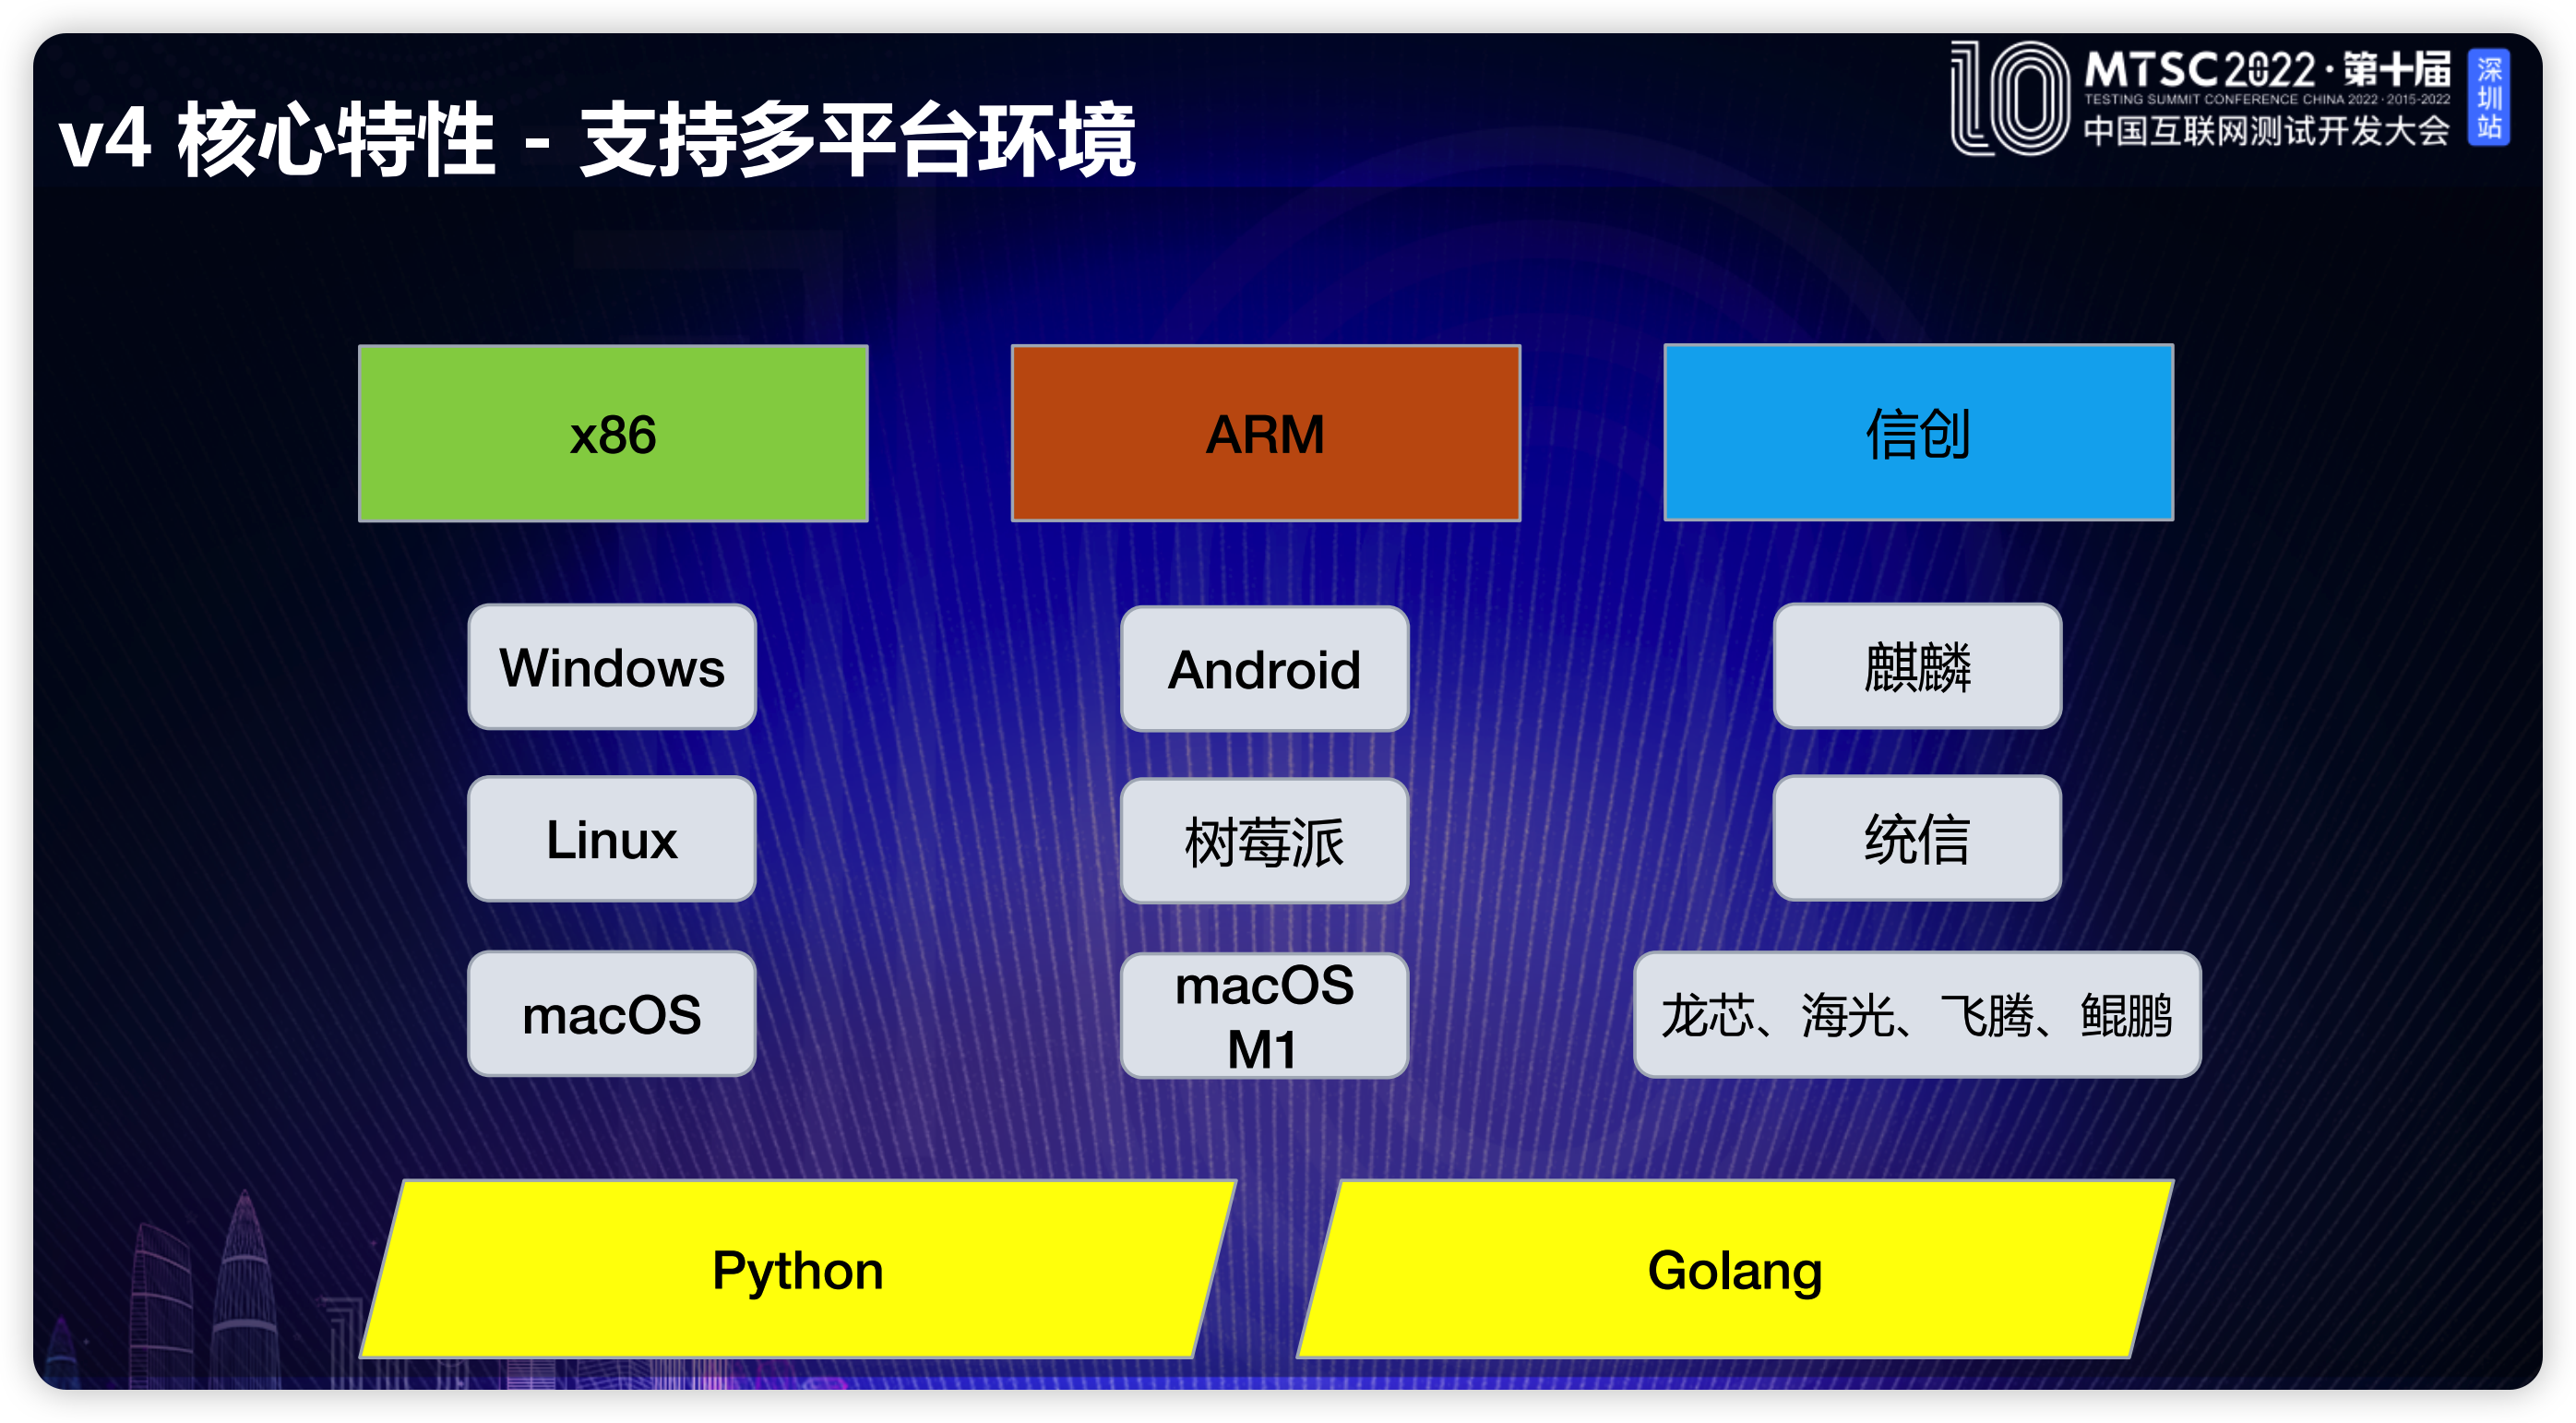 v4 核心特性 - 支持多平台环境
10
MTSC2022·第十届
TESTING SUMMIT CONFERENCE CHINA 2022·2015-2022
中国互联网测试开发大会
深圳站
x86
ARM
信创
Windows
Android
麒麟
Linux
树莓派
统信
macOS
macOS
M1
龙芯、海光、飞腾、鲲鹏
Python
Golang